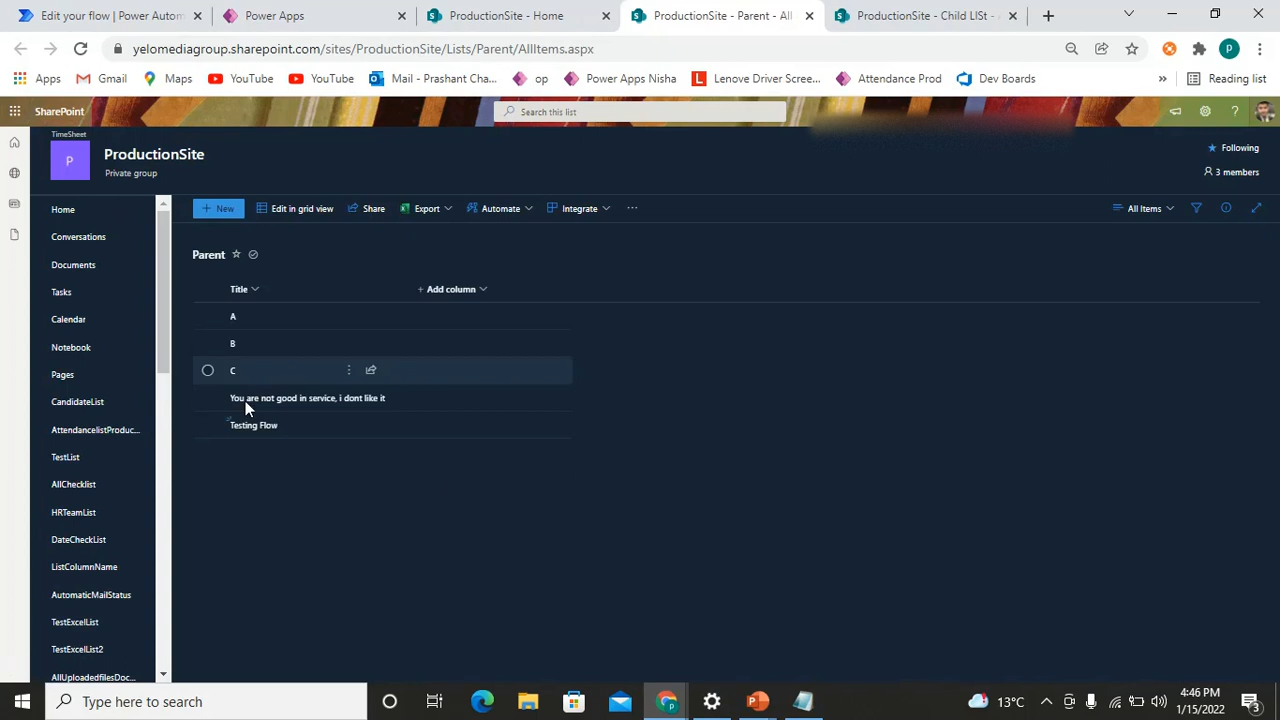 Edit your flow | Power Autom
Power Apps
ProductionSite - Home
ProductionSite - Parent - All
ProductionSite - Child LISt -
yelomediagroup.sharepoint.com/sites/ProductionSite/Lists/Parent/AllItems.aspx
P
Apps
Gmail
Maps
YouTube
YouTube
Mail - Prashant Cha...
op
Power Apps Nisha
L
Lenove Driver Scree...
Attendance Prod
Dev Boards
»
Reading list
SharePoint
Search this list
?
TimeSheet
P
ProductionSite
Private group
Following
3 members
+ New
Edit in grid view
Share
Export
Automate
Integrate
...
All Items
Home
Conversations
Documents
Tasks
Calendar
Notebook
Pages
CandidateList
AttendancelistProduc...
TestList
AllChecklist
HRTeamList
DateCheckList
ListColumnName
AutomaticMailStatus
TestExcelList
TestExcelList2
AllUploadedfilesDoc...
Parent
Title
+ Add column
A
B
C
You are not good in service, i dont like it
Testing Flow
Type here to search
13°C
4:46 PM
1/15/2022
3